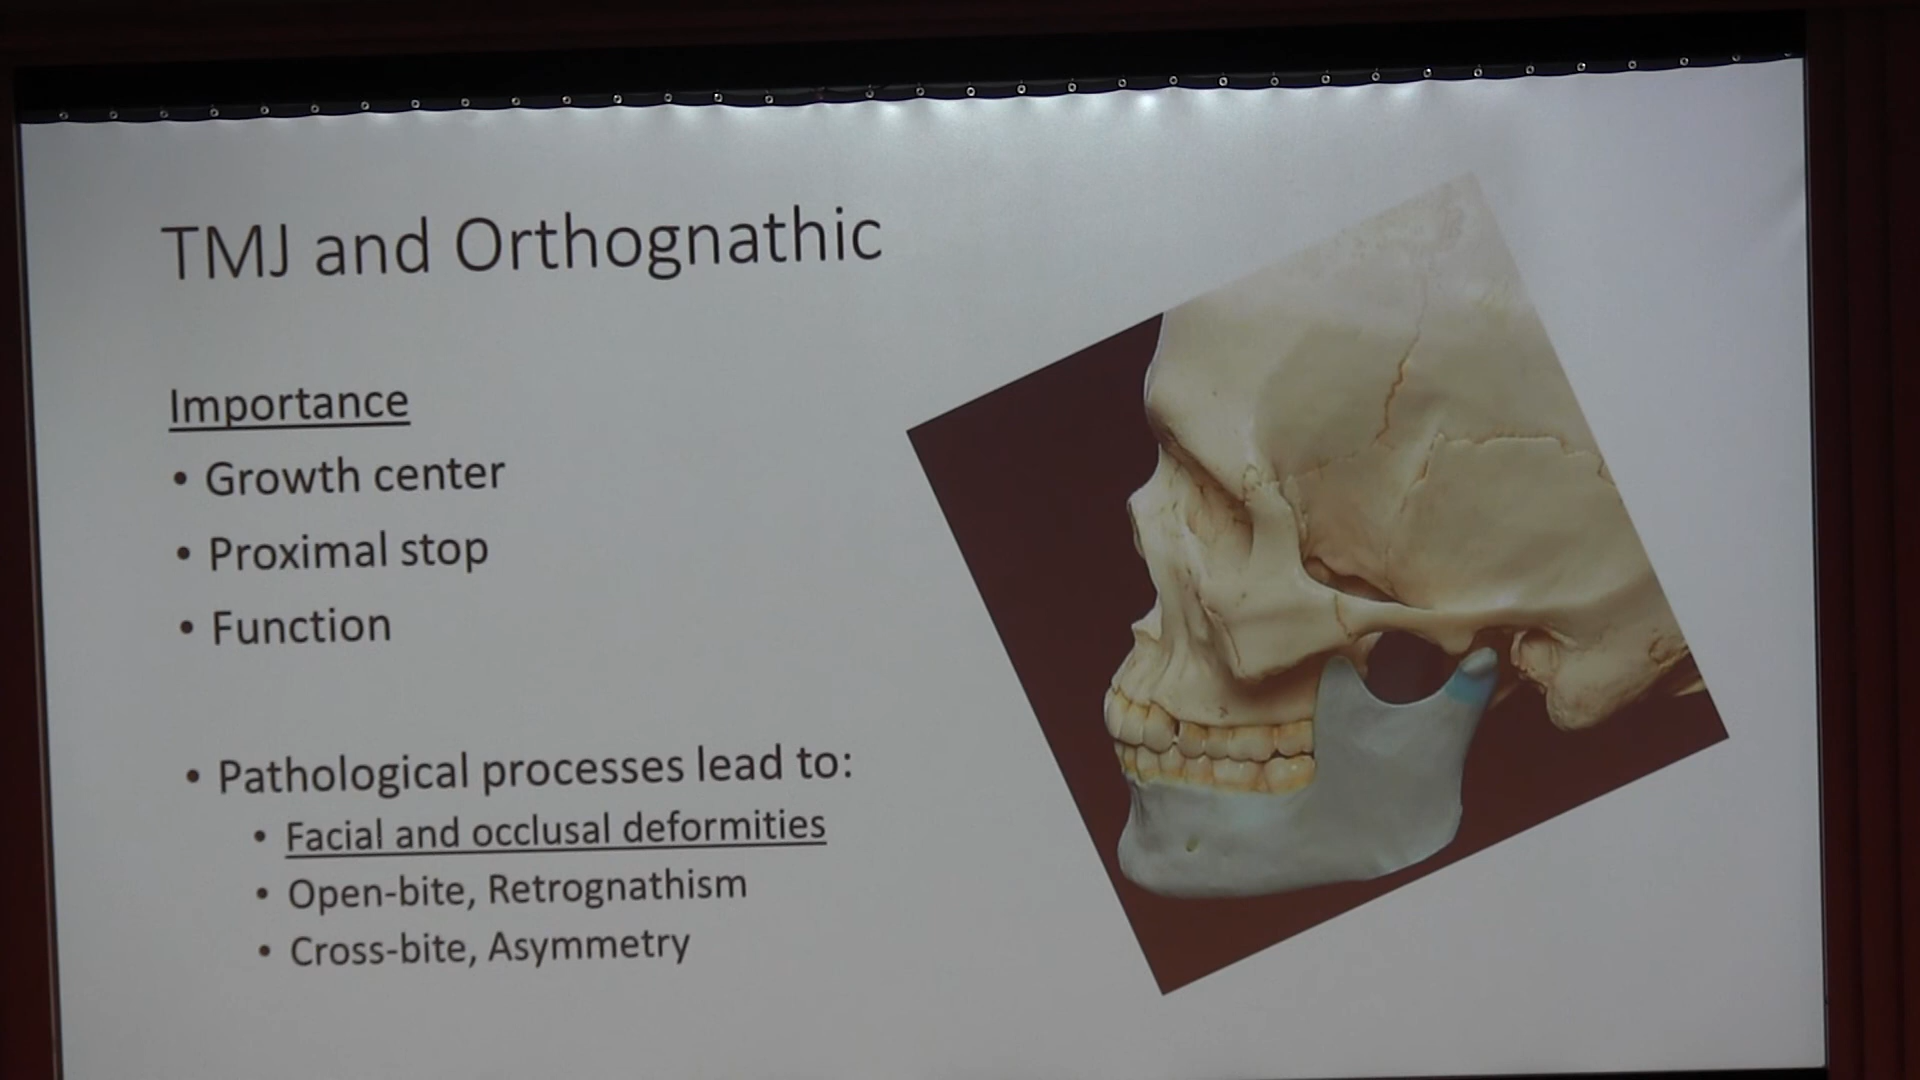 TMJ and Orthognathic
Importance
• Growth center
• Proximal stop
• Function
• Pathological processes lead to:
• Facial and occlusal deformities
• Open-bite, Retrognathism
• Cross-bite, Asymmetry